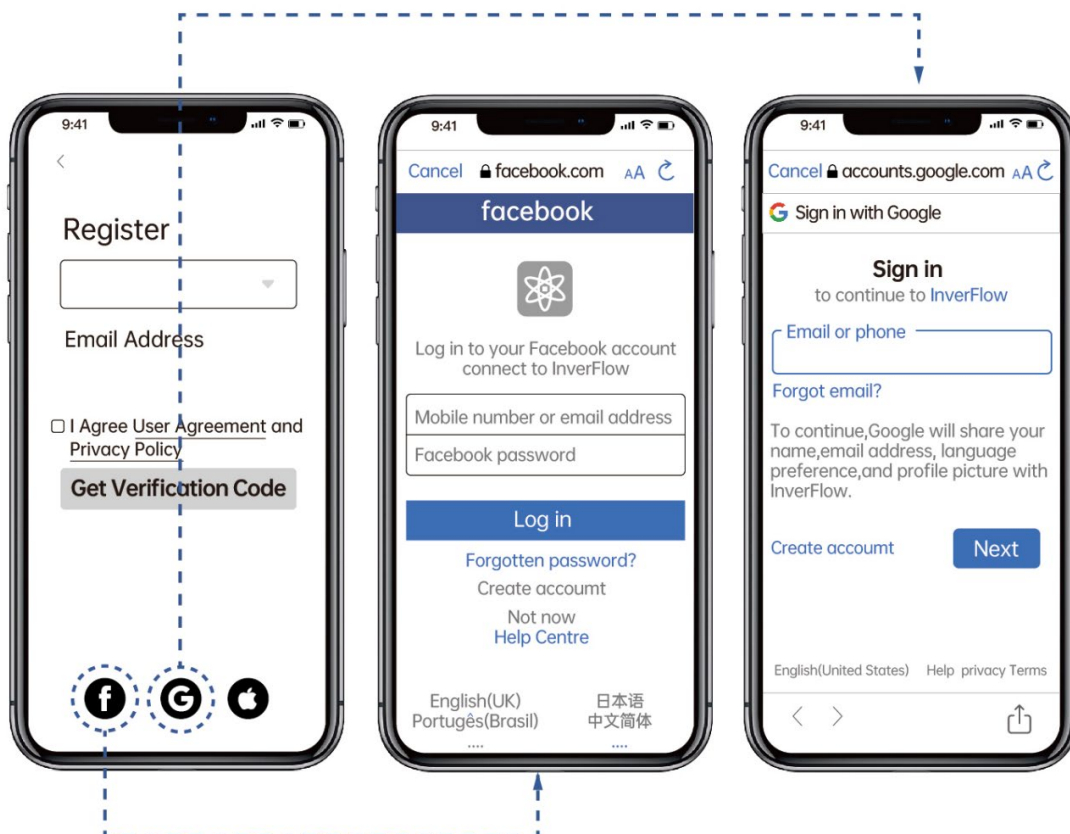 9:41
Register
Email Address
I Agree User Agreement and
Privacy Policy
Get Verification Code
f
G
9:41
Cancel facebook.com AA
facebook
Log in to your Facebook account
connect to InverFlow
Mobile number or email address
Facebook password
Log in
Forgotten password?
Create accoumt
Not now
Help Centre
English(UK) 日本语
Portugês(Brasil) 中文简体
.... ....
9:41
Cancel accounts.google.com AA
G Sign in with Google
Sign in
to continue to InverFlow
Email or phone
Forgot email?
To continue,Google will share your
name,email address, language
preference,and profile picture with
InverFlow.
Create accoumt Next
English(United States) Help privacy Terms